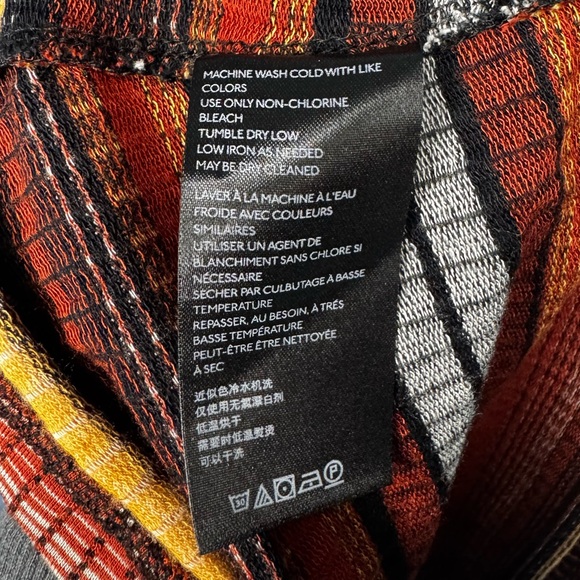 MACHINE WASH COLD WITH LIKE
COLORS
USE ONLY NON-CHLORINE
BLEACH
TUMBLE DRY LOW
LOW IRON AS NEEDED
MAY BE DRY CLEANED
LAVER À LA MACHINE À L'EAU
FROIDE AVEC COULEURS
SIMILAIRES
UTILISER UN AGENT DE
BLANCHIMENT SANS CHLORE SI
NÉCESSAIRE
SÉCHER PAR CULBUTAGE À BASSE
TEMPERATURE
REPASSER, AU BESOIN, À TRÉS
BASSE TEMPÉRATURE
PEUT-ÊTRE ÊTRE NETTOYÉE
À SEC
近似色冷水机洗
仅使用无氯漂白剂
低温烘干
需要时低温熨烫
可以干洗
30 P